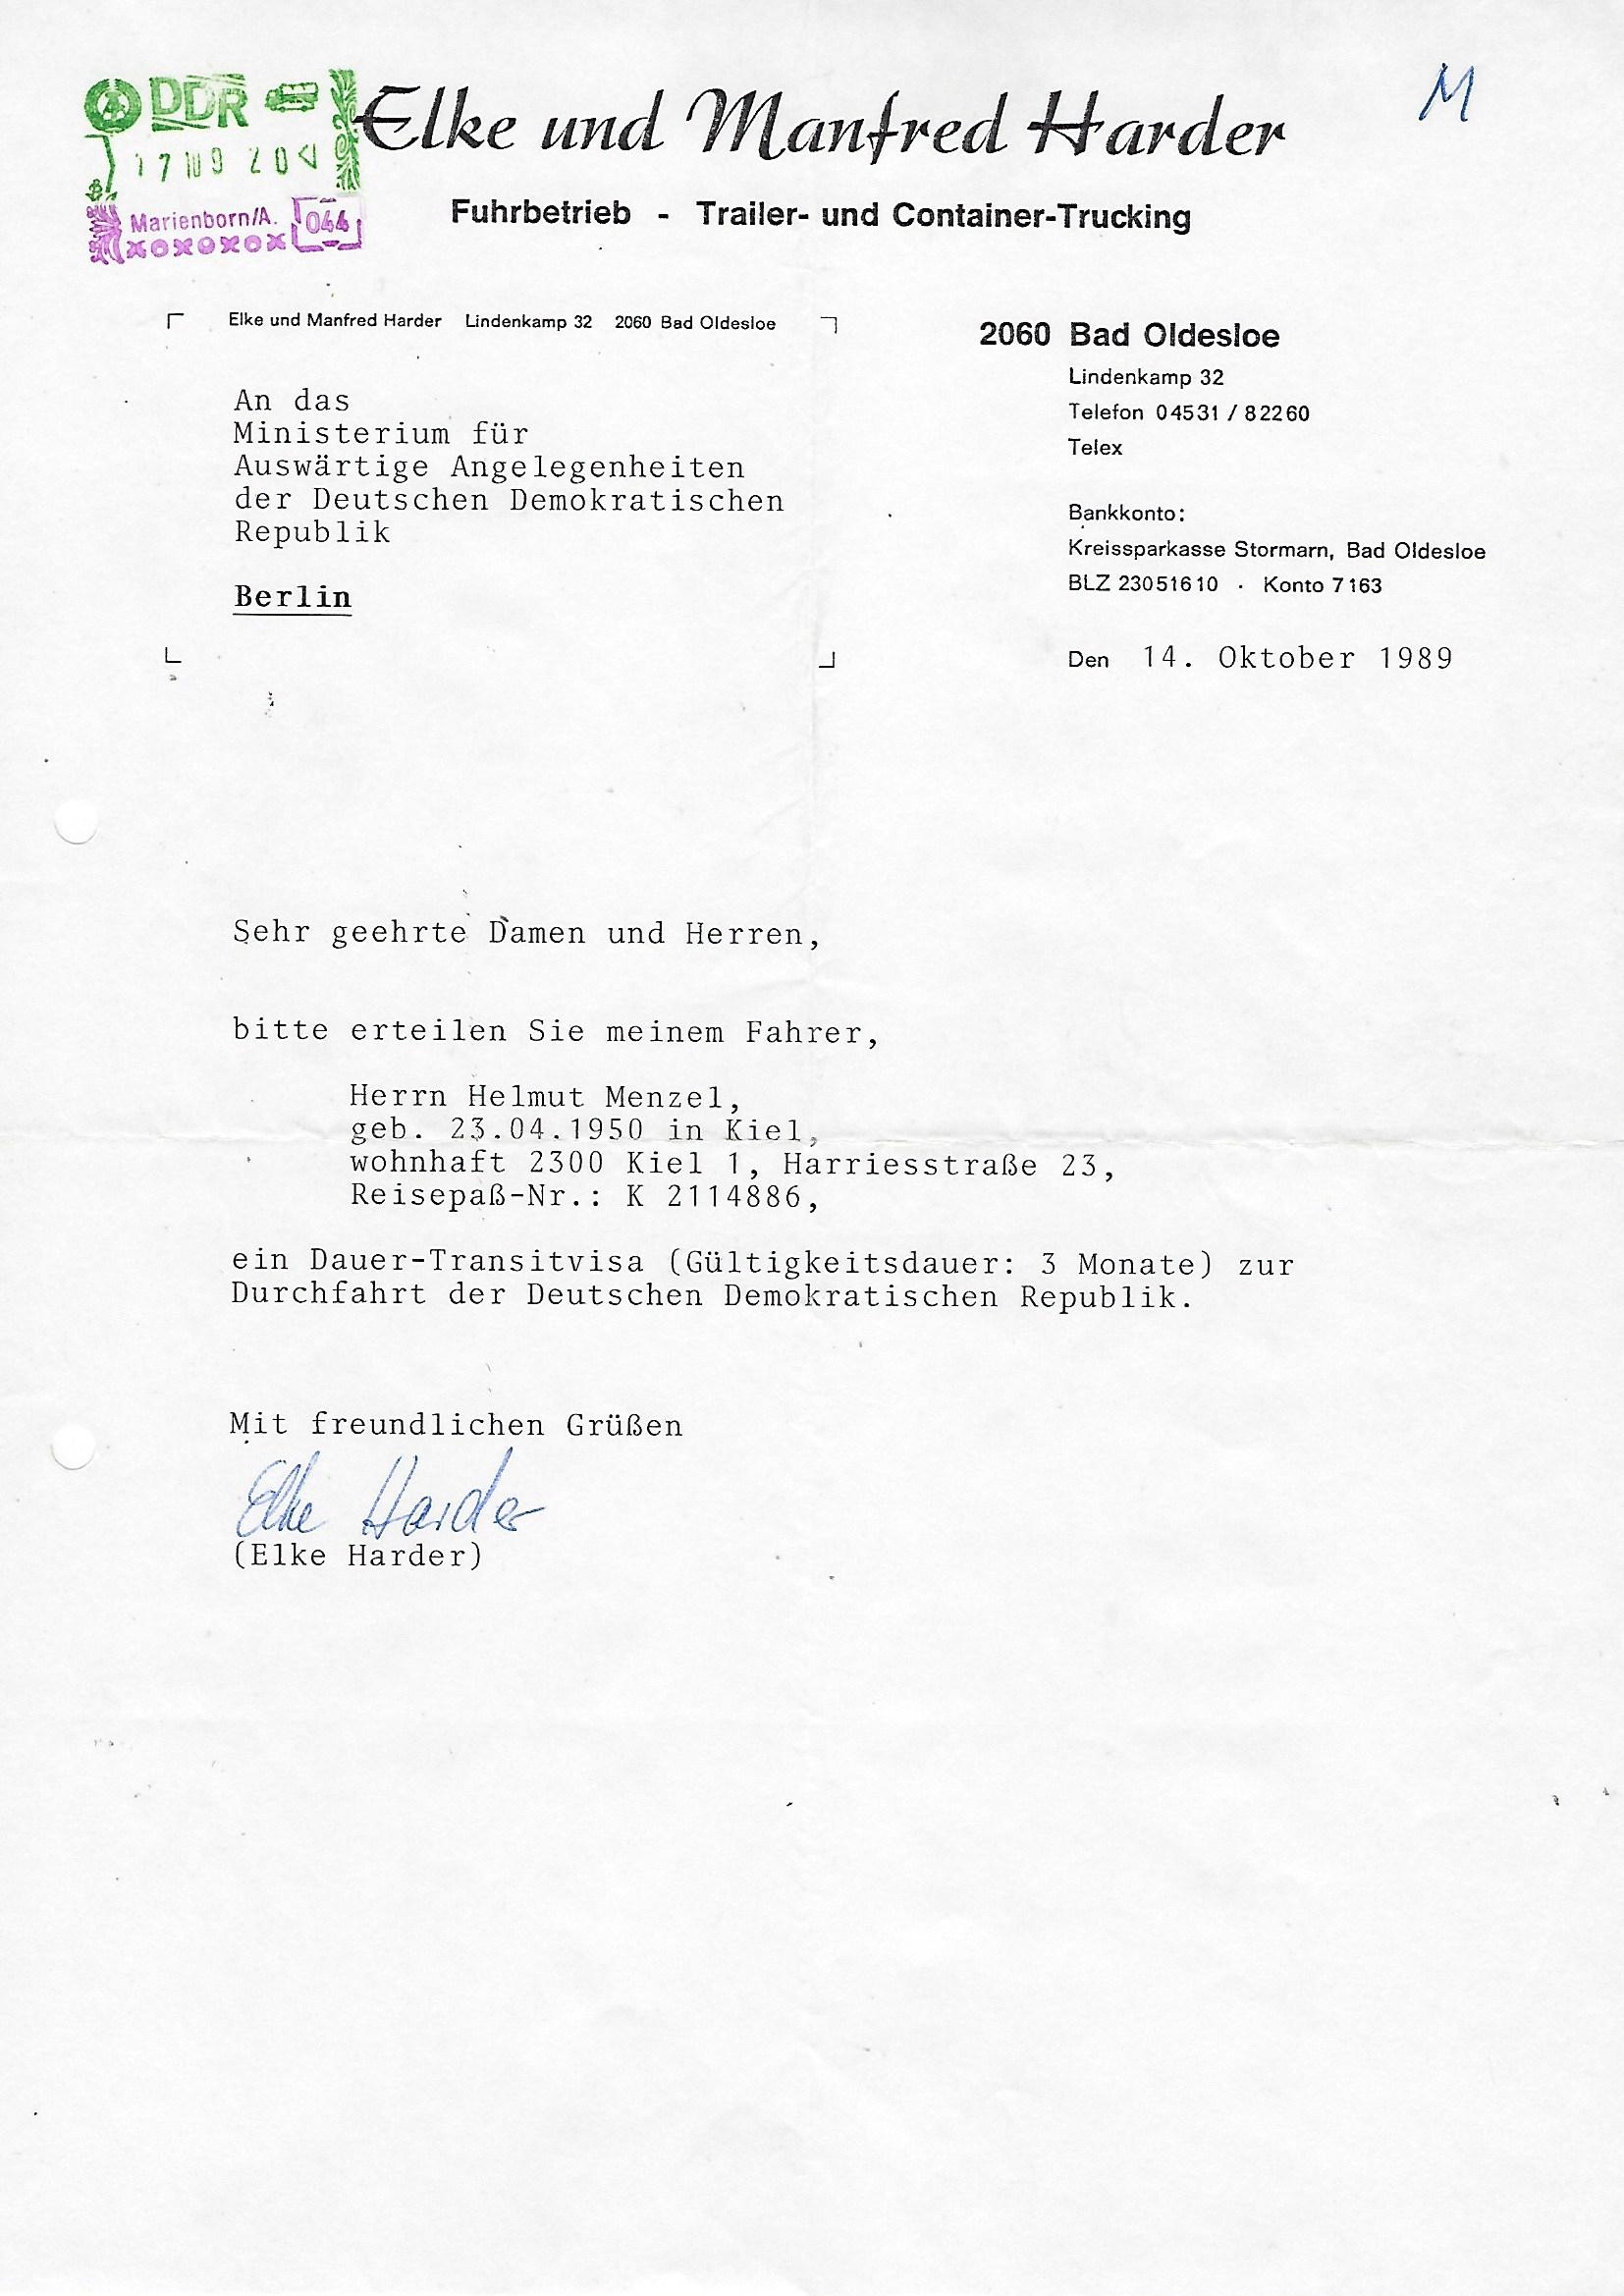 M
DDR
Elke und Manfred Harder
Marienborn/A. 044
Fuhrbetrieb - Trailer- und Container-Trucking
Elke und Manfred Harder Lindenkamp 32 2060 Bad Oldesloe
An das
Ministerium für
Auswärtige Angelegenheiten
der Deutschen Demokratischen
Republik
Berlin
2060 Bad Oldesloe
Lindenkamp 32
Telefon 04531 / 82260
Telex
Bankkonto:
Kreissparkasse Stormarn, Bad Oldesloe
BLZ 23051610 · Konto 7163
Den 14. Oktober 1989
Sehr geehrte Damen und Herren,
bitte erteilen Sie meinem Fahrer,
Herrn Helmut Menzel,
geb. 23.04.1950 in Kiel,
wohnhaft 2300 Kiel 1, Harriesstraße 23,
Reisepaß-Nr.: K 2114886,
ein Dauer-Transitvisa (Gültigkeitsdauer: 3 Monate) zur
Durchfahrt der Deutschen Demokratischen Republik.
Mit freundlichen Grüßen
Elke Harder
(Elke Harder)